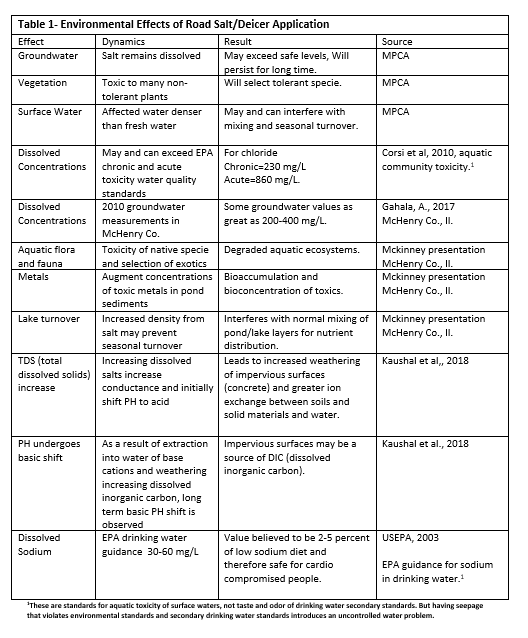 Table 1- Environmental Effects of Road Salt/Deicer Application
Effect Dynamics Result Source
Groundwater Salt remains dissolved May exceed safe levels, Will MPCA
persist for long time.
Vegetation Toxic to many non- Will select tolerant specie. MPCA
tolerant plants
Surface Water Affected water denser May and can interfere with MPCA
than fresh water mixing and seasonal turnover.
Dissolved May and can exceed EPA For chloride Corsi et al, 2010, aquatic
Concentrations chronic and acute Chronic=230 mg/L community toxicity.¹
toxicity water quality Acute=860 mg/L.
standards
Dissolved 2010 groundwater Some groundwater values as Gahala, A., 2017
Concentrations measurements in great as 200-400 mg/L. McHenry Co., Il.
McHenry Co.
Aquatic flora Toxicity of native specie Degraded aquatic ecosystems. Mckinney presentation
and fauna and selection of exotics McHenry Co., Il.
Metals Augment concentrations Bioaccumulation and Mckinney presentation
of toxic metals in pond bioconcentration of toxics. McHenry Co., Il.
sediments
Lake turnover Increased density from Interferes with normal mixing of Mckinney presentation
salt may prevent pond/lake layers for nutrient McHenry Co., Il.
seasonal turnover distribution.
TDS (total Increasing dissolved Leads to increased weathering Kaushal et al,, 2018
dissolved solids) salts increase of impervious surfaces
increase conductance and initially (concrete) and greater ion
shift PH to acid exchange between soils and
solid materials and water.
PH undergoes As a result of extraction Impervious surfaces may be a Kaushal et al., 2018
basic shift into water of base source of DIC (dissolved
cations and weathering inorganic carbon).
increasing dissolved
inorganic carbon, long
term basic PH shift is
observed
Dissolved EPA drinking water Value believed to be 2-5 percent USEPA, 2003
Sodium guidance 30-60 mg/L of low sodium diet and
therefore safe for cardio EPA guidance for sodium
compromised people. in drinking water.¹
¹These are standards for aquatic toxicity of surface waters, not taste and odor of drinking water secondary standards. But having seepage
that violates environmental standards and secondary drinking water standards introduces an uncontrolled water problem.